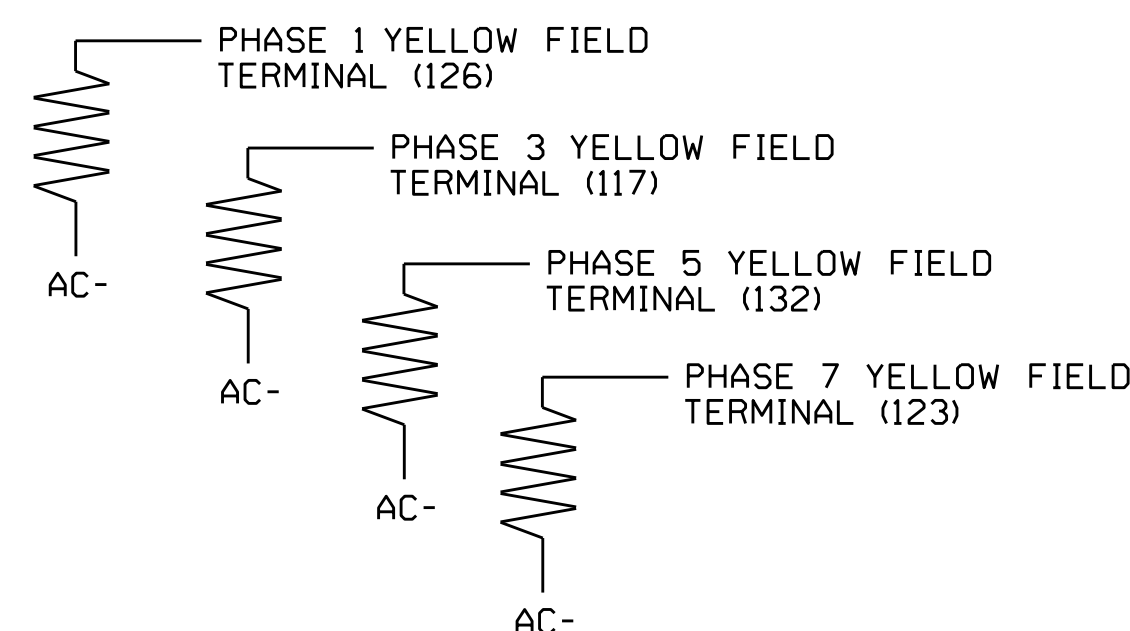 PHASE 1 YELLOW FIELD
TERMINAL (126)
AC-
PHASE 3 YELLOW FIELD
TERMINAL (117)
AC-
PHASE 5 YELLOW FIELD
TERMINAL (132)
AC-
PHASE 7 YELLOW FIELD
TERMINAL (123)
AC-